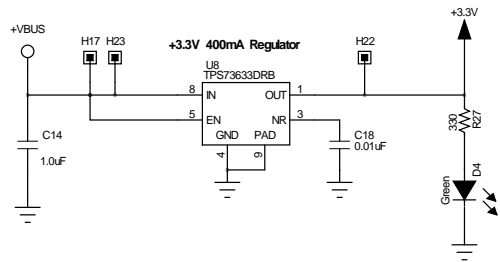 +3.3V
+VBUS
H17 H23
+3.3V 400mA Regulator
H22
U8
TPS73633DRB
8 IN OUT 1
5 EN NR 3
GND PAD
4 9
C14
1.0uF
C18
0.01uF
330
R27
Green
D4